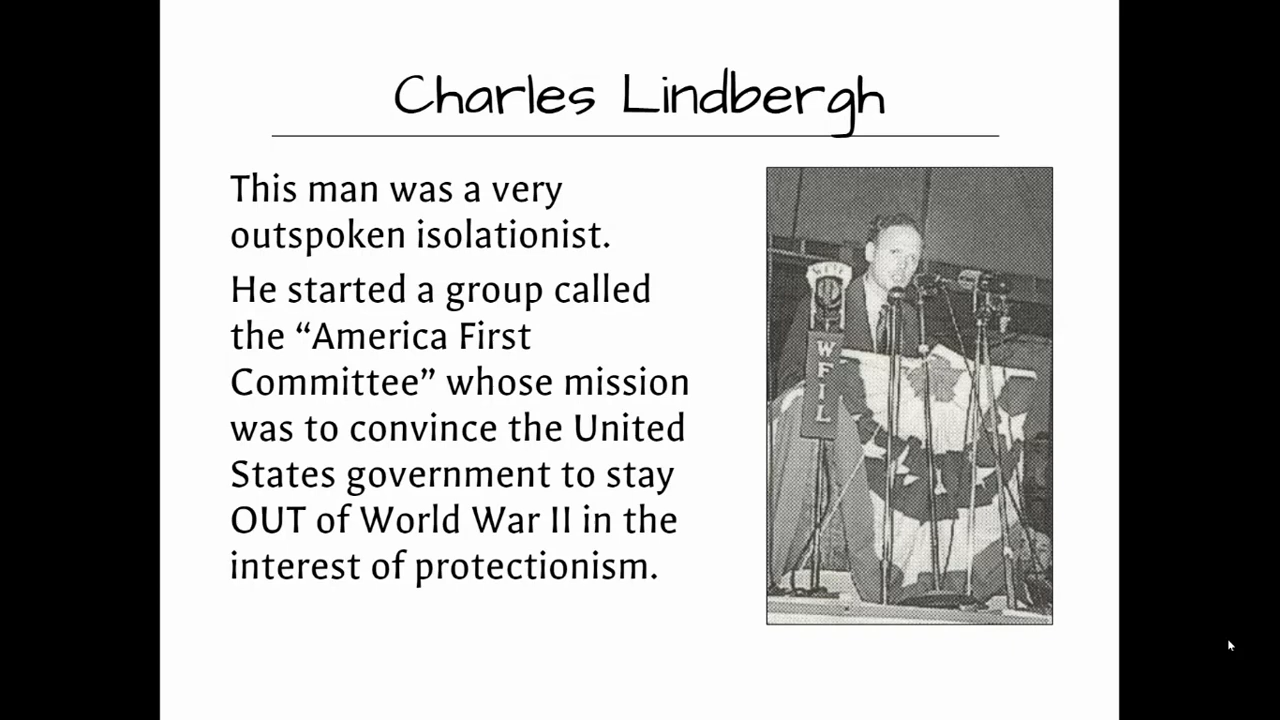 Charles Lindbergh
This man was a very
outspoken isolationist.
He started a group called
the “America First
Committee” whose mission
was to convince the United
States government to stay
OUT of World War II in the
interest of protectionism.
WFIL
WFIL